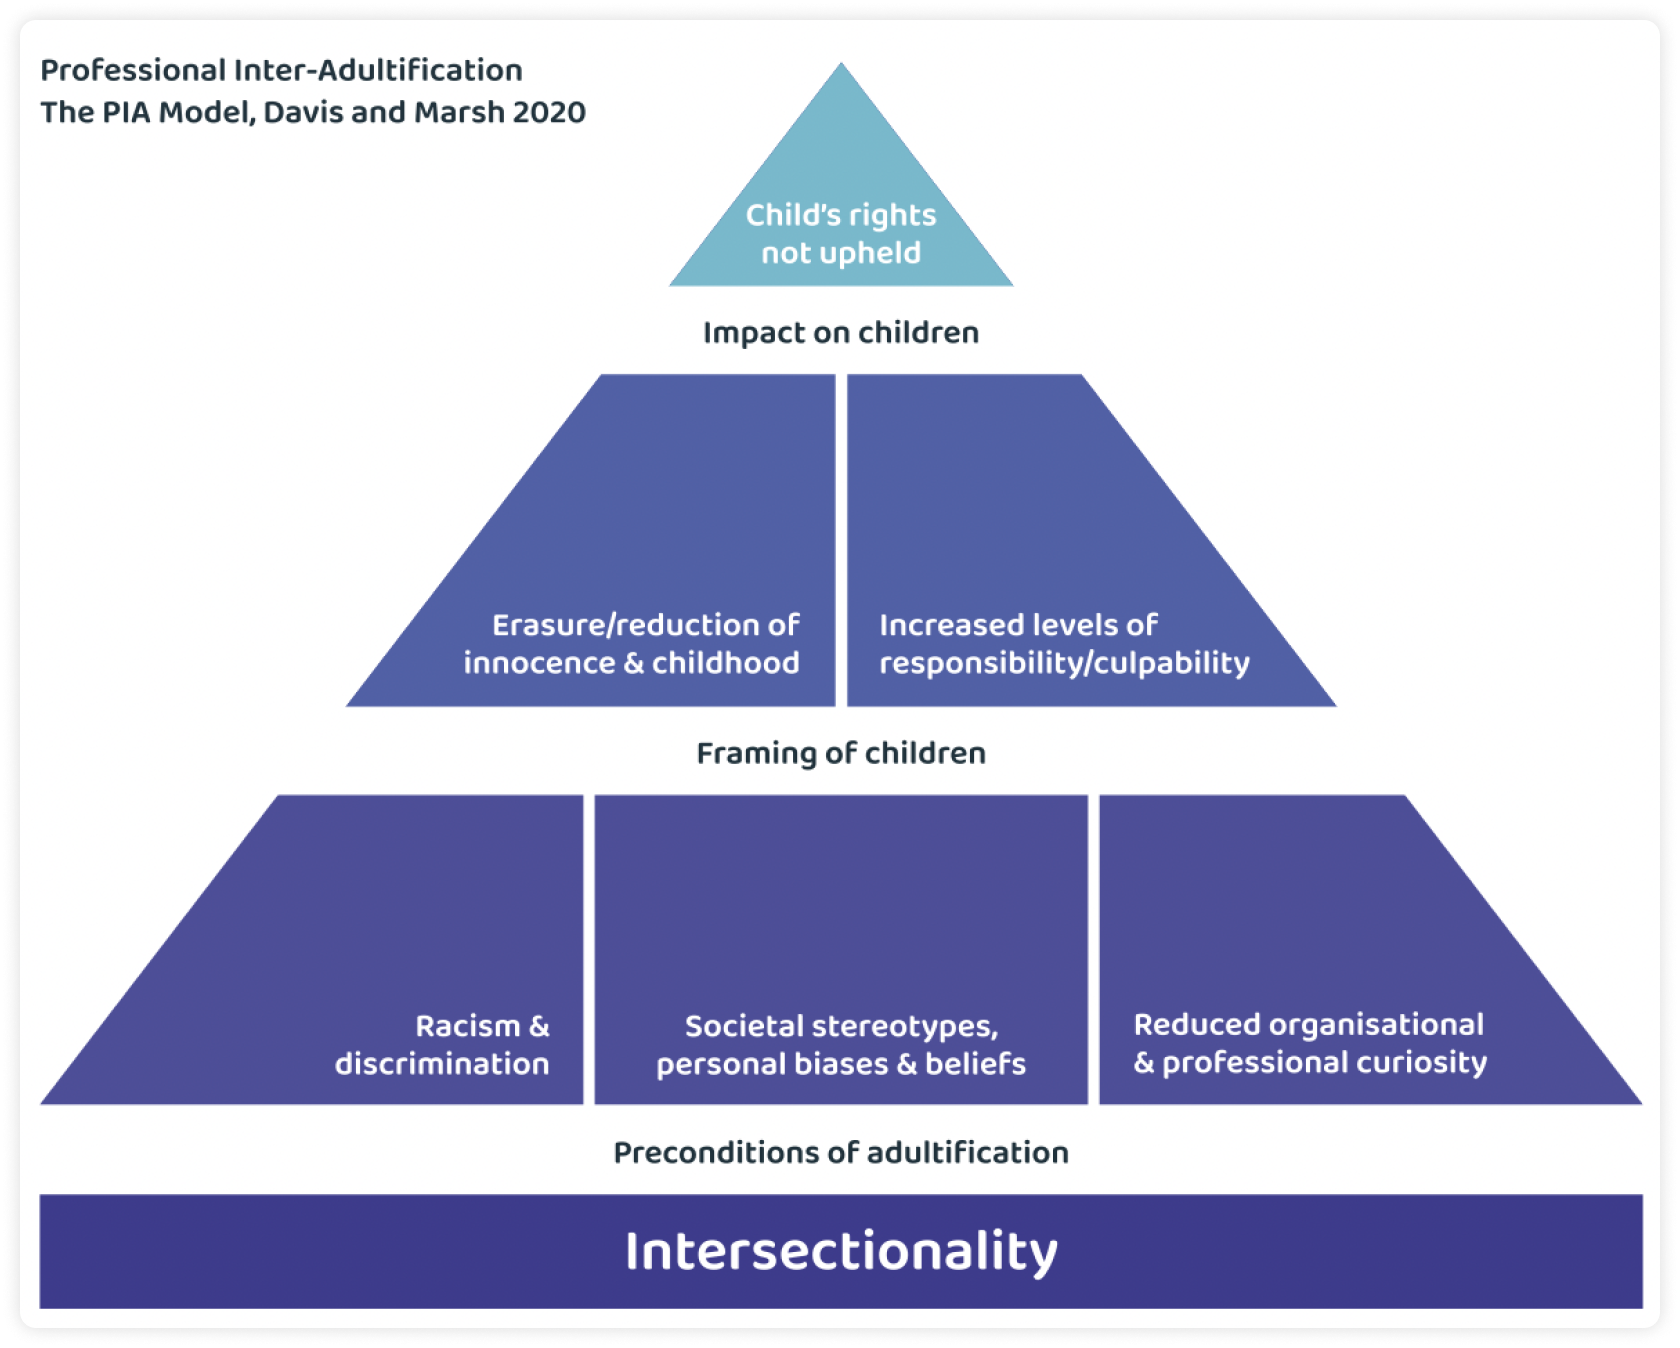 Professional Inter-Adultification
The PIA Model, Davis and Marsh 2020
Child's rights
not upheld
Impact on children
Erasure/reduction of
innocence & childhood
Increased levels of
responsibility/culpability
Framing of children
Racism &
discrimination
Societal stereotypes,
personal biases & beliefs
Reduced organisational
& professional curiosity
Preconditions of adultification
Intersectionality